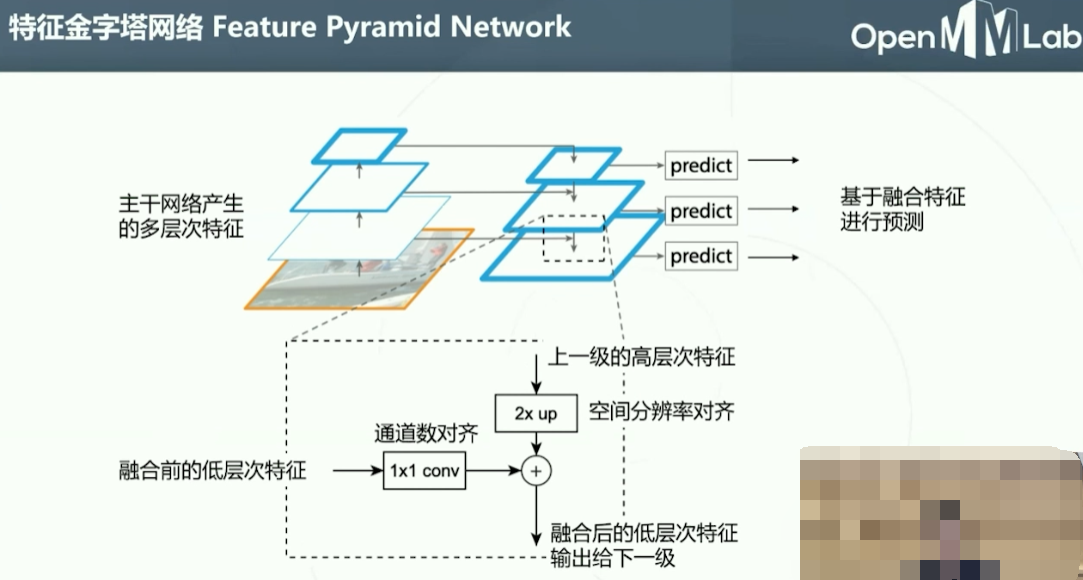 特征金字塔网络 Feature Pyramid Network
OpenMMLab
主干网络产生
的多层次特征
predict
predict
predict
基于融合特征
进行预测
上一级的高层次特征
2x up
空间分辨率对齐
通道数对齐
融合前的低层次特征
1x1 conv
+
融合后的低层次特征
输出给下一级